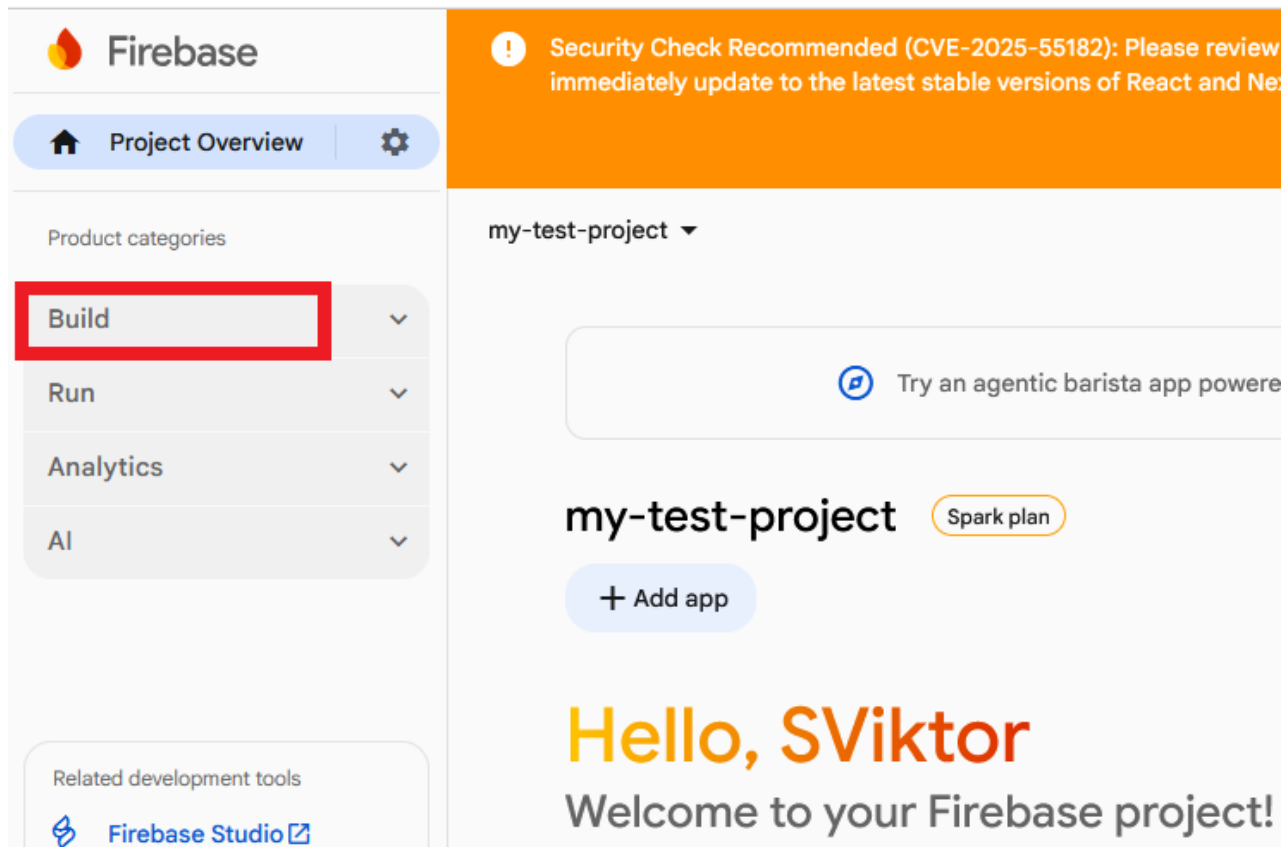 Firebase
Project Overview
Product categories
Build
Run
Analytics
AI
Related development tools
Firebase Studio
Security Check Recommended (CVE-2025-55182): Please review
immediately update to the latest stable versions of React and
my-test-project
Try an agentic barista app
my-test-project
Spark plan
+ Add app
Hello, SViktor
Welcome to your Firebase project!